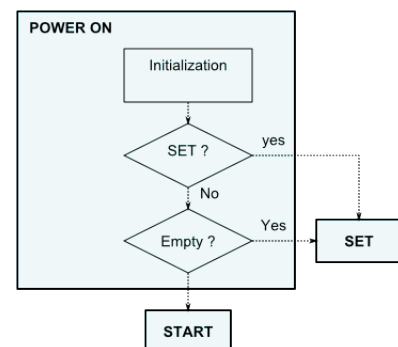 POWER ON
Initialization
SET ?
yes
No
Empty ?
Yes
SET
START